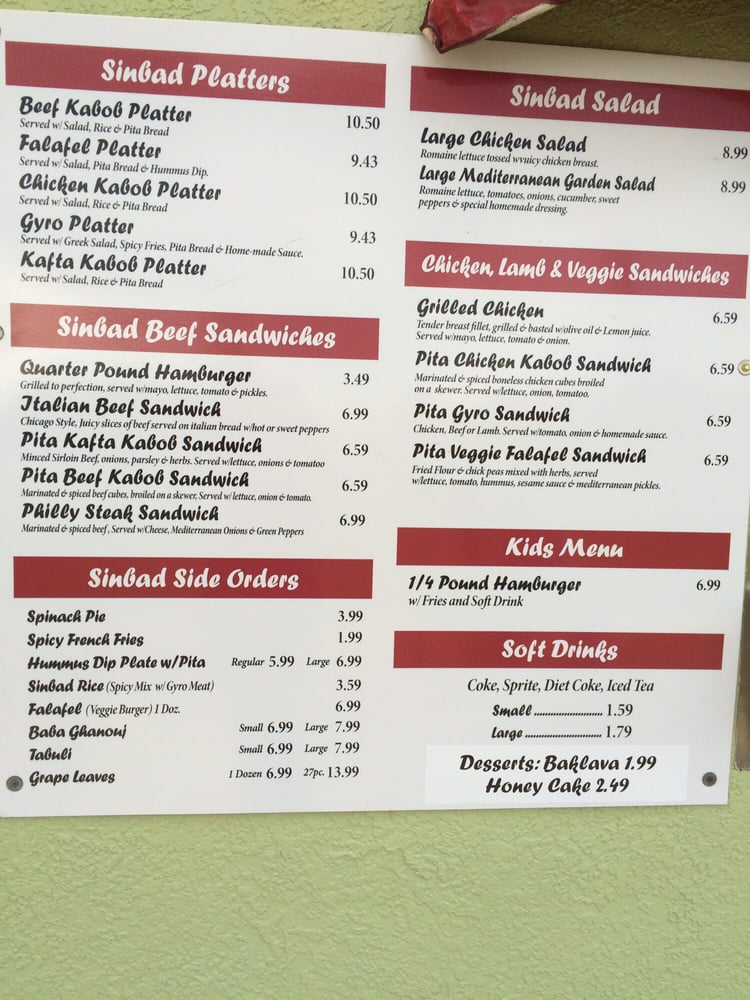 Sinbad Platters
Beef Kabob Platter 10.50
Served w/ Salad, Rice & Pita Bread
Falafel Platter 9.43
Served w/ Salad, Pita Bread & Hummus Dip.
Chicken Kabob Platter 10.50
Served w/ Salad, Rice & Pita Bread
Gyro Platter 9.43
Served w/ Greek Salad, Spicy Fries, Pita Bread & Home-made Sauce.
Kafta Kabob Platter 10.50
Served w/ Salad, Rice & Pita Bread
Sinbad Beef Sandwiches
Quarter Pound Hamburger 3.49
Grilled to perfection, served w/mayo, lettuce, tomato & pickles.
Italian Beef Sandwich 6.99
Chicago Style, Juicy slices of beef served on italian bread w/hot or sweet peppers
Pita Kafta Kabob Sandwich 6.59
Minced Sirloin Beef, onions, parsley & herbs. Served w/lettuce, onions & tomatoo
Pita Beef Kabob Sandwich 6.59
Marinated & spiced beef cubes, broiled on a skewer, Served w/ lettuce, onion & tomato.
Philly Steak Sandwich 6.99
Marinated & spiced beef, Served w/Cheese, Mediterranean Onions & Green Peppers
Sinbad Side Orders
Spinach Pie 3.99
Spicy French Fries 1.99
Hummus Dip Plate w/Pita Regular 5.99 Large 6.99
Sinbad Rice (Spicy Mix w/ Gyro Meat) 3.59
Falafel (Veggie Burger) 1 Doz. 6.99
Baba Ghanouj Small 6.99 Large 7.99
Tabuli Small 6.99 Large 7.99
Grape Leaves 1 Dozen 6.99 27pc. 13.99
Sinbad Salad
Large Chicken Salad 8.99
Romaine lettuce tossed wvuicy chicken breast.
Large Mediterranean Garden Salad 8.99
Romaine lettuce, tomatoes, onions, cucumber, sweet
peppers & special homemade dressing.
Chicken, Lamb & Veggie Sandwiches
Grilled Chicken 6.59
Tender breast fillet, grilled & basted w/olive oil & Lemon juice.
Served w/mayo, lettuce, tomato & onion.
Pita Chicken Kabob Sandwich 6.59
Marinated & spiced boneless chicken cubes broiled
on a skewer. Served w/lettuce, onion, tomatoo.
Pita Gyro Sandwich 6.59
Chicken, Beef or Lamb. Served w/tomato, onion & homemade sauce.
Pita Veggie Falafel Sandwich 6.59
Fried Flour & chick peas mixed with herbs, served
w/lettuce, tomato, hummus, sesame sauce & mediterranean pickles.
Kids Menu
1/4 Pound Hamburger 6.99
w/ Fries and Soft Drink
Soft Drinks
Coke, Sprite, Diet Coke, Iced Tea
Small ......................... 1.59
Large ............................ 1.79
Desserts: Baklava 1.99
Honey Cake 2.49